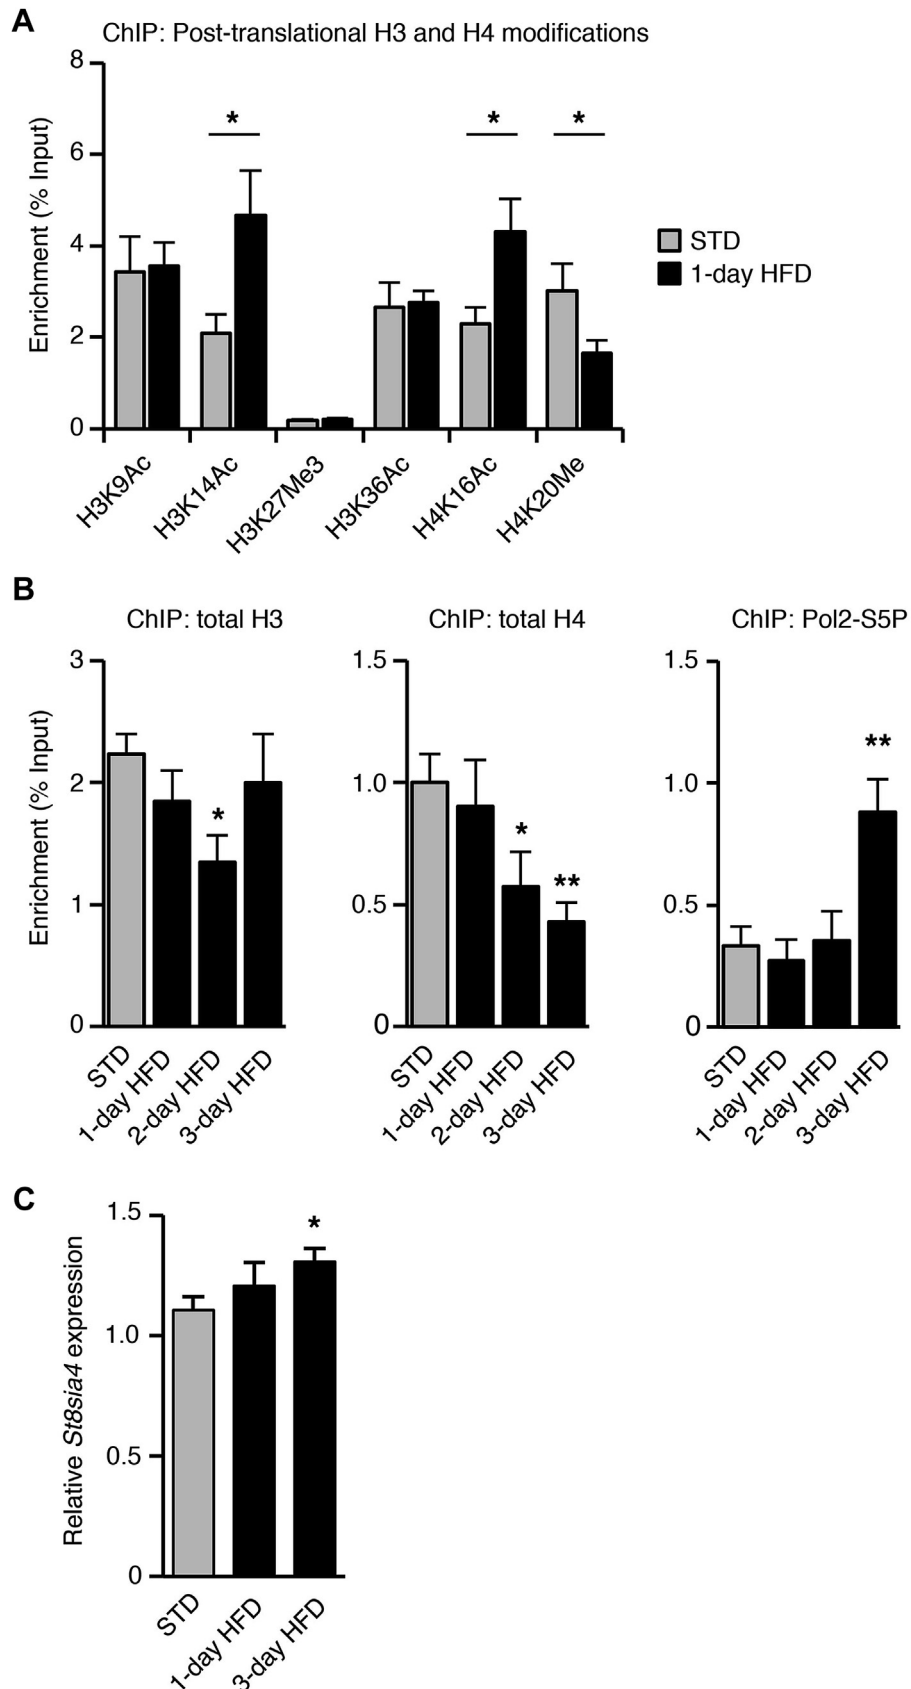 A
ChIP: Post-translational H3 and H4 modifications
Enrichment (% Input)
8
6
4
2
0
* * *
STD
1-day HFD
H3K9Ac
H3K14Ac
H3K27Me3
H3K36Ac
H4K16Ac
H4K20Me
B
ChIP: total H3
Enrichment (% Input)
3
2
1
0
*
STD
1-day HFD
2-day HFD
3-day HFD
ChIP: total H4
1.5
1.0
0.5
0
*
**
STD
1-day HFD
2-day HFD
3-day HFD
ChIP: Pol2-S5P
1.5
1.0
0.5
0
**
STD
1-day HFD
2-day HFD
3-day HFD
C
Relative St8sia4 expression
1.5
1.0
0.5
0
*
STD
1-day HFD
3-day HFD